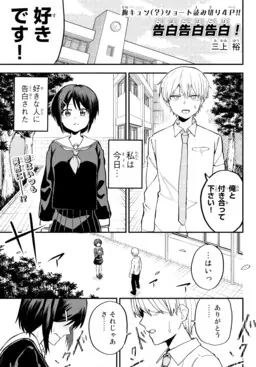 胸キュン(?)ショート読み切り4P!!
告白告白告白!
三上 裕
好き
です!
好きな人に
告白された
私は
今日…
俺と
付き合って
下さい!
…はいっ
ありがとう
…
それじゃあ
さ……